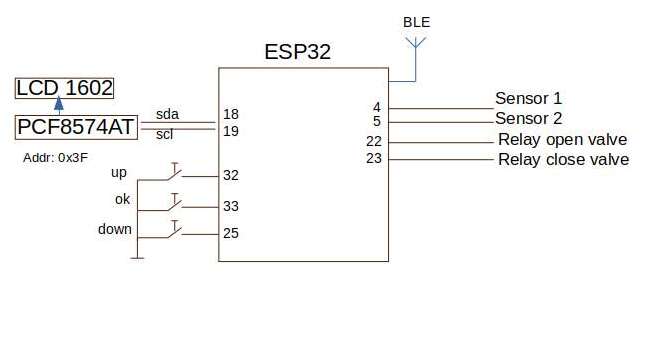 BLE
ESP32
LCD 1602
PCF8574AT
Addr: 0x3F
sda
scl
18
19
up
32
ok
33
down
25
4 Sensor 1
5 Sensor 2
22 Relay open valve
23 Relay close valve